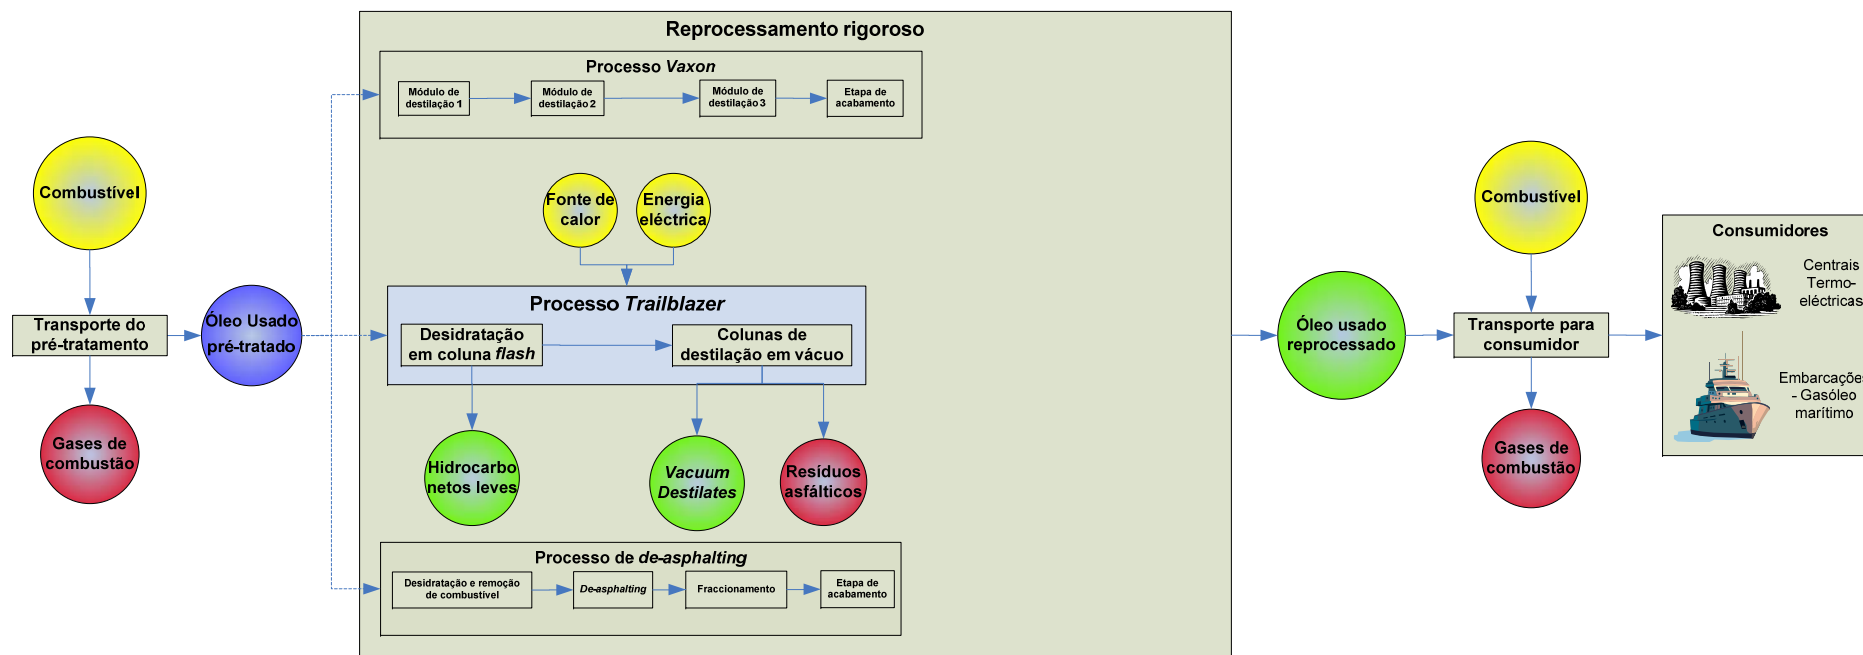 Reprocessamento rigoroso
Processo Vaxon
Módulo de
destilação 1
Módulo de
destilação 2
Módulo de
destilação 3
Etapa de
acabamento
Combustível
Transporte do
pré-tratamento
Gases de
combustão
Óleo Usado
pré-tratado
Fonte de
calor
Energia
eléctrica
Processo Trailblazer
Desidratação
em coluna flash
Colunas de
destilação em vácuo
Hidrocarbo
netos leves
Vacuum
Destilates
Resíduos
asfálticos
Processo de de-asphalting
Desidratação e remoção
de combustível
De-asphalting
Fraccionamento
Etapa de
acabamento
Óleo usado
reprocessado
Combustível
Transporte para
consumidor
Gases de
combustão
Consumidores
Centrais
Termo-
eléctricas
Embarcações
- Gasóleo
marítimo